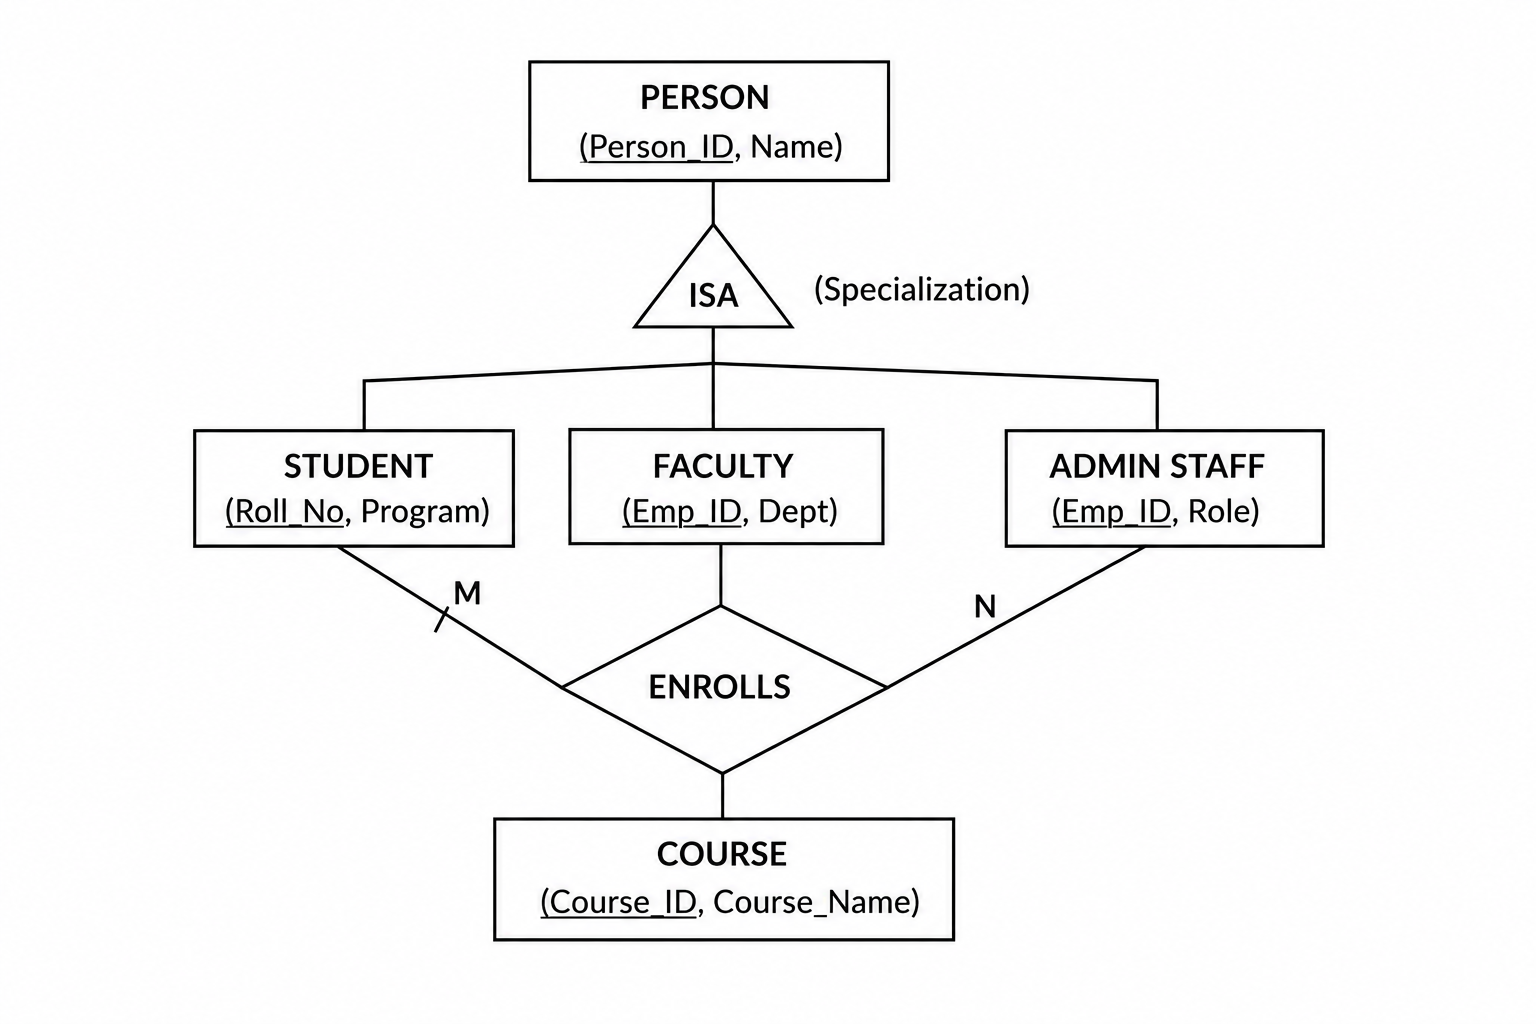 PERSON
(Person_ID, Name)
ISA
(Specialization)
STUDENT
(Roll_No, Program)
FACULTY
(Emp_ID, Dept)
ADMIN STAFF
(Emp_ID, Role)
M
N
ENROLLS
COURSE
(Course_ID, Course_Name)